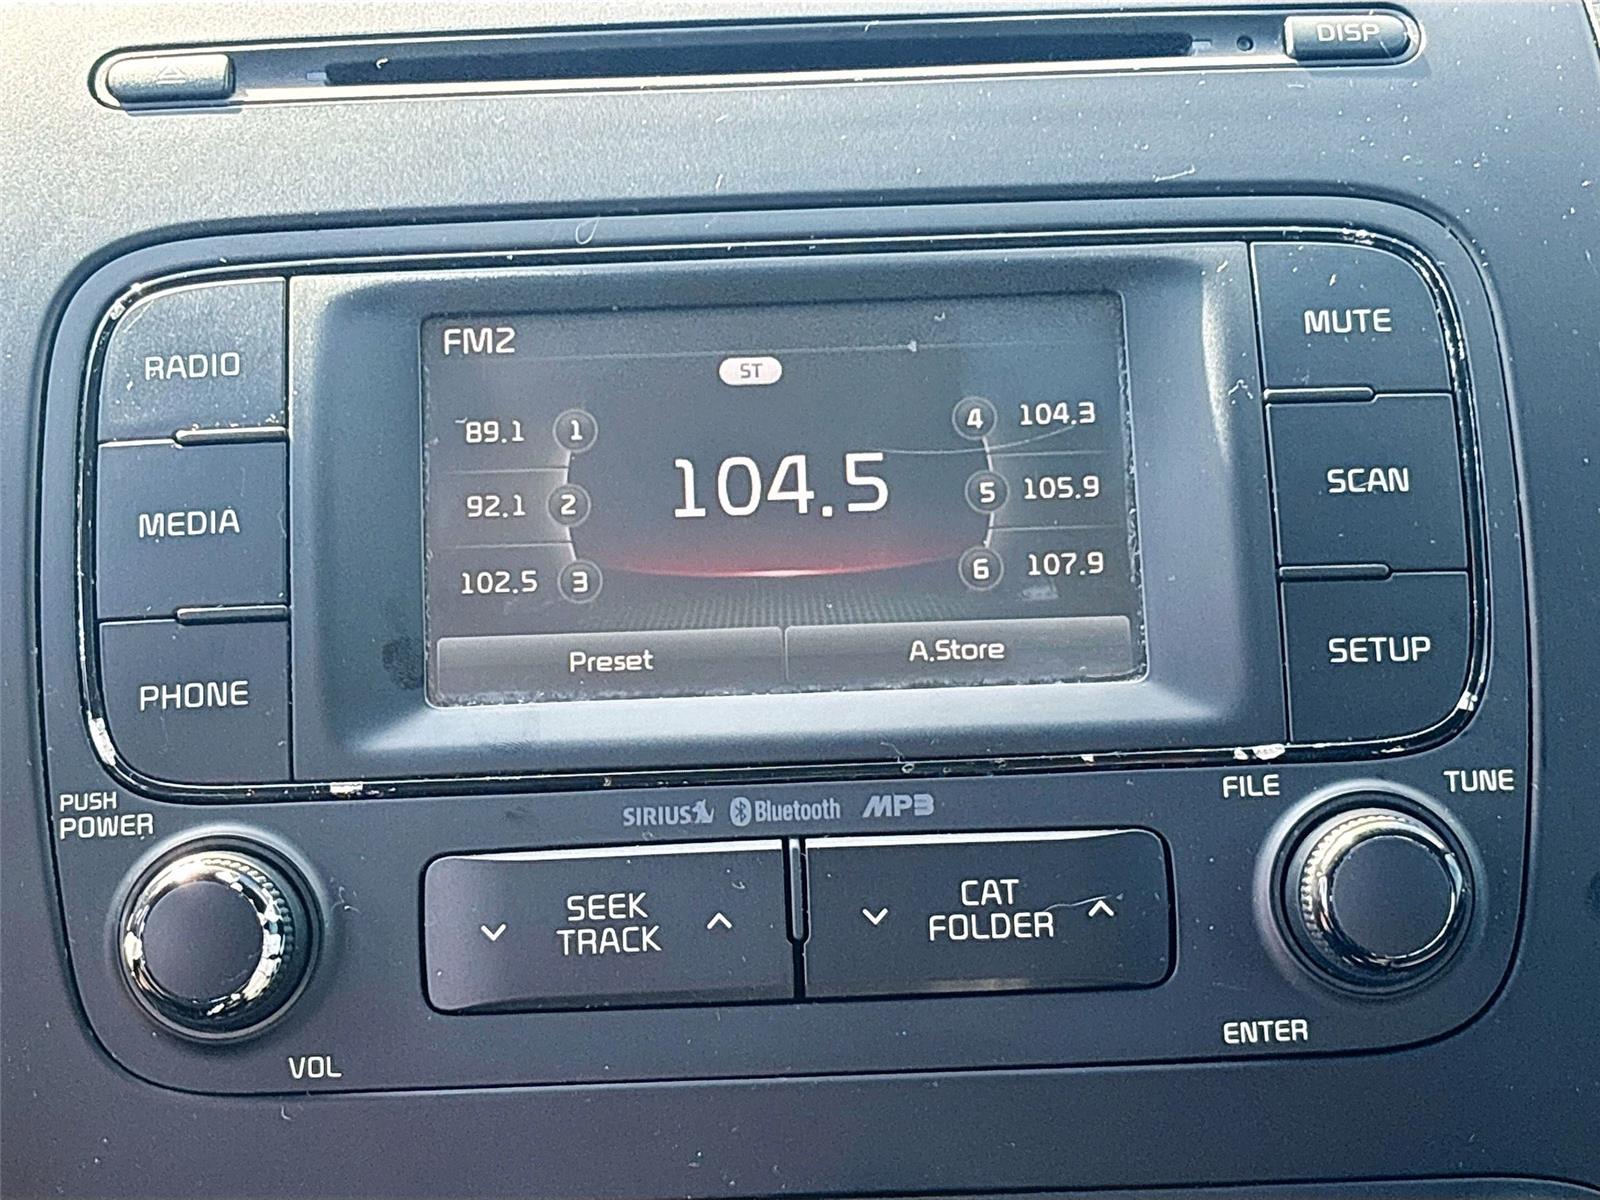 DISP
RADIO
MEDIA
PHONE
FM2
ST
89.1 1
92.1 2
102.5 3
104.5
4 104.3
5 105.9
6 107.9
Preset
A.Store
MUTE
SCAN
SETUP
PUSH
POWER
VOL
SIRIUS Bluetooth MP3
SEEK
TRACK
CAT
FOLDER
FILE
TUNE
ENTER